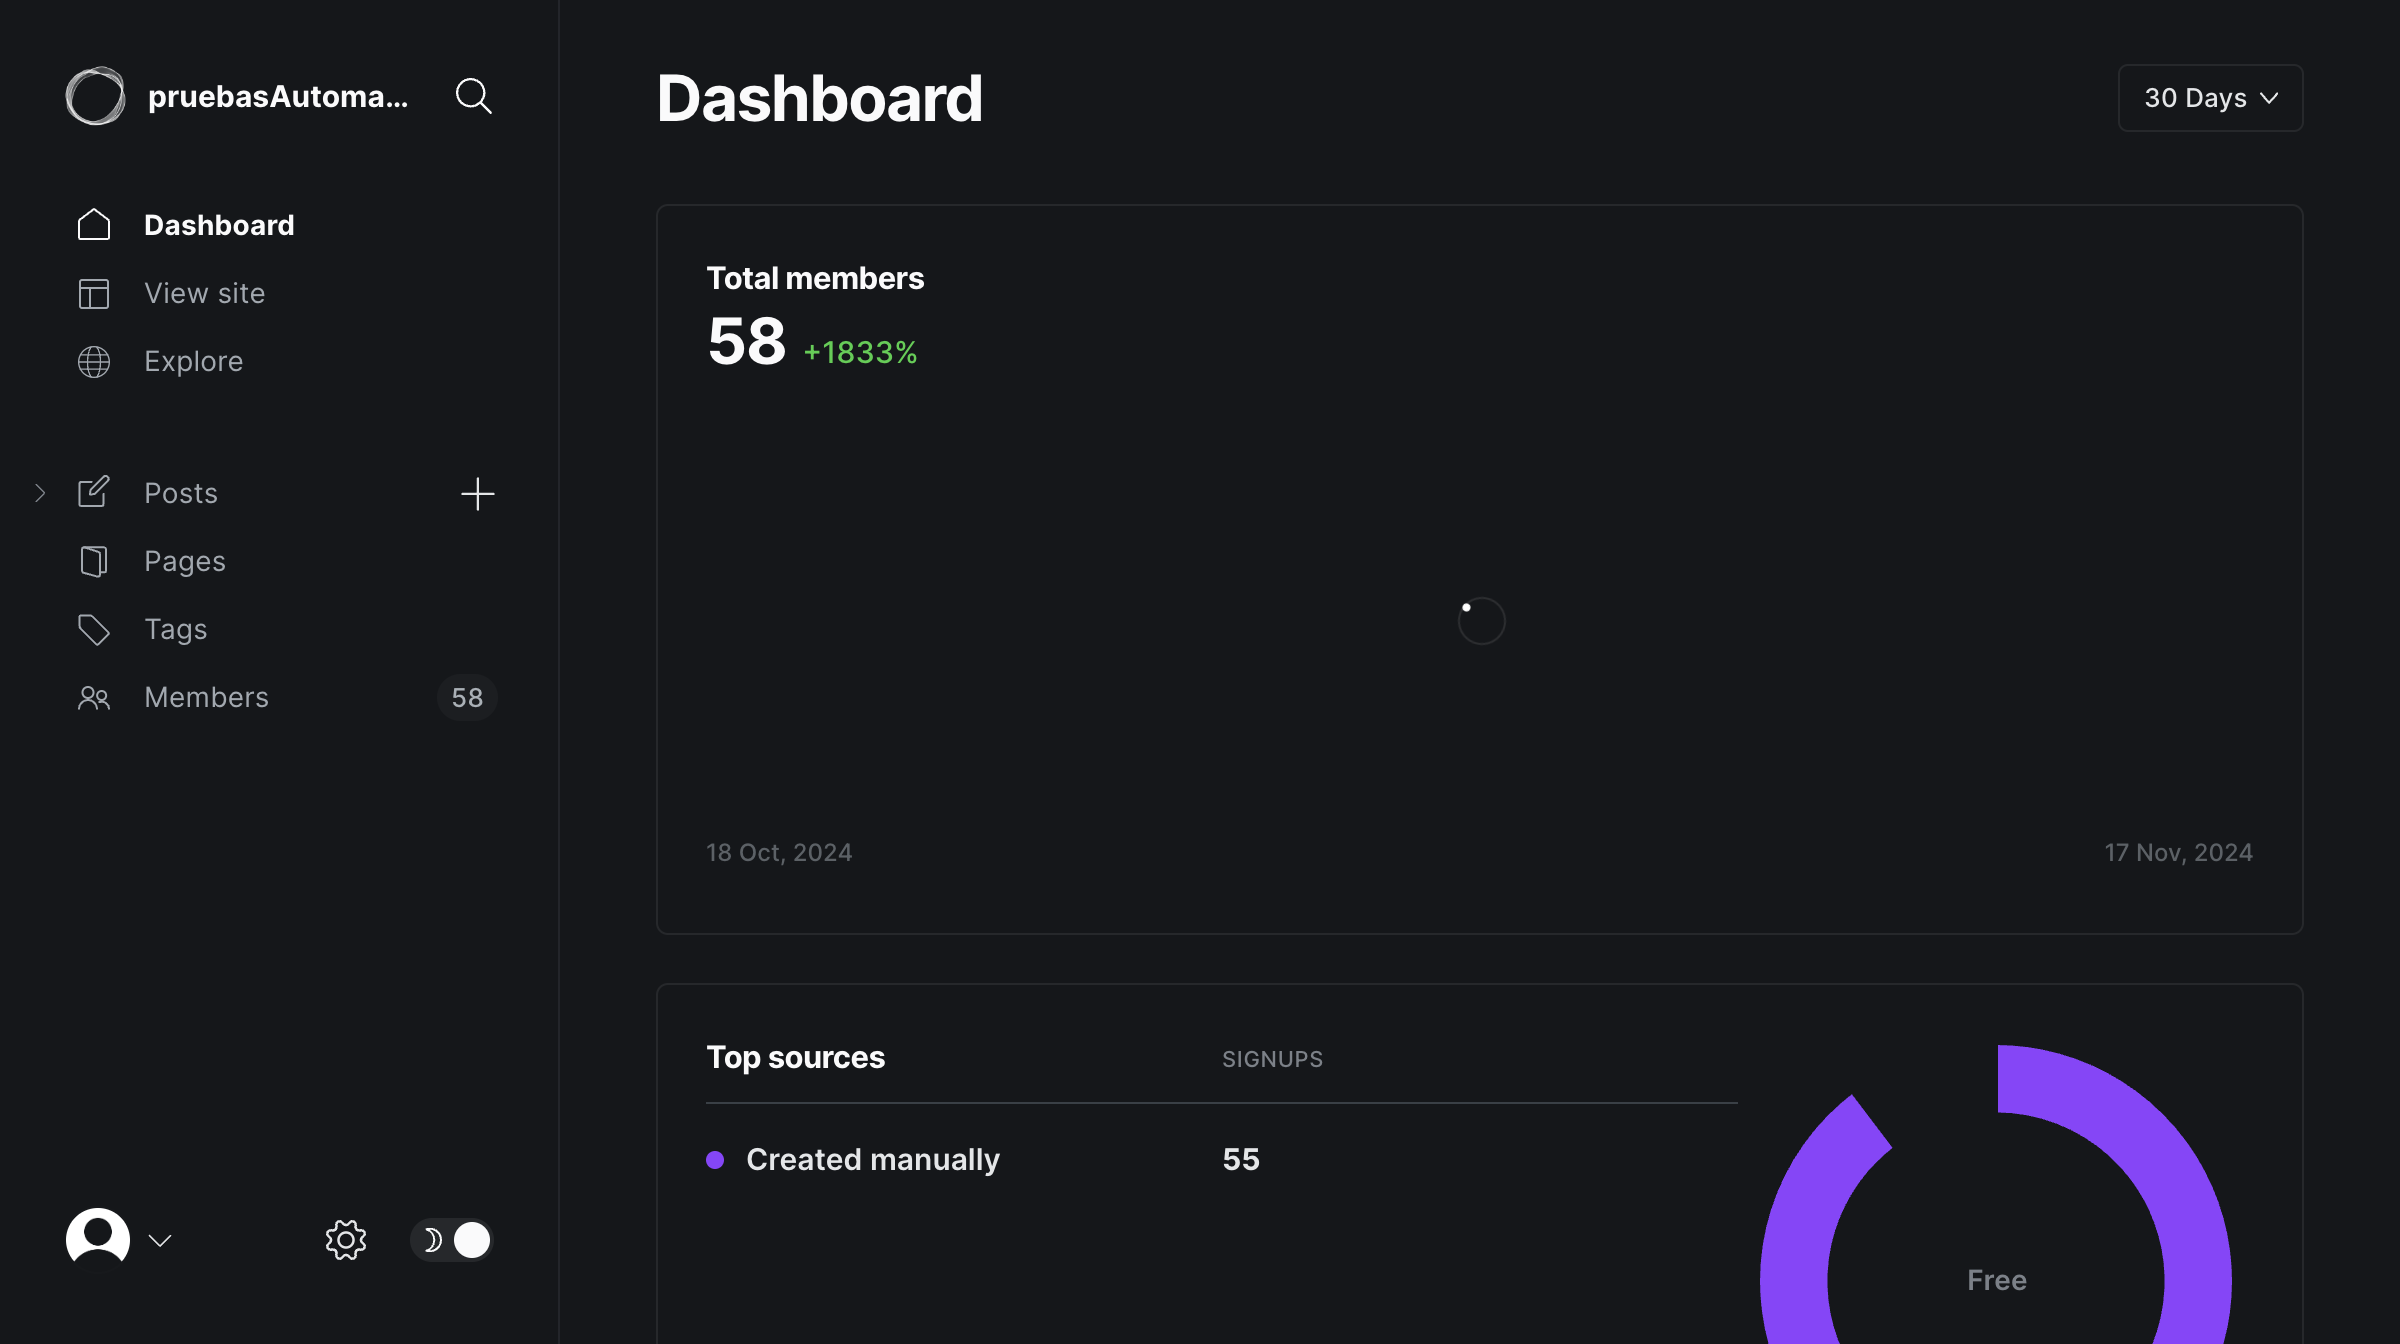 pruebasAutoma...
Dashboard
View site
Explore
Posts
Pages
Tags
Members
58
Dashboard
30 Days
Total members
58 +1833%
18 Oct, 2024
17 Nov, 2024
Top sources
SIGNUPS
Created manually
55
Free